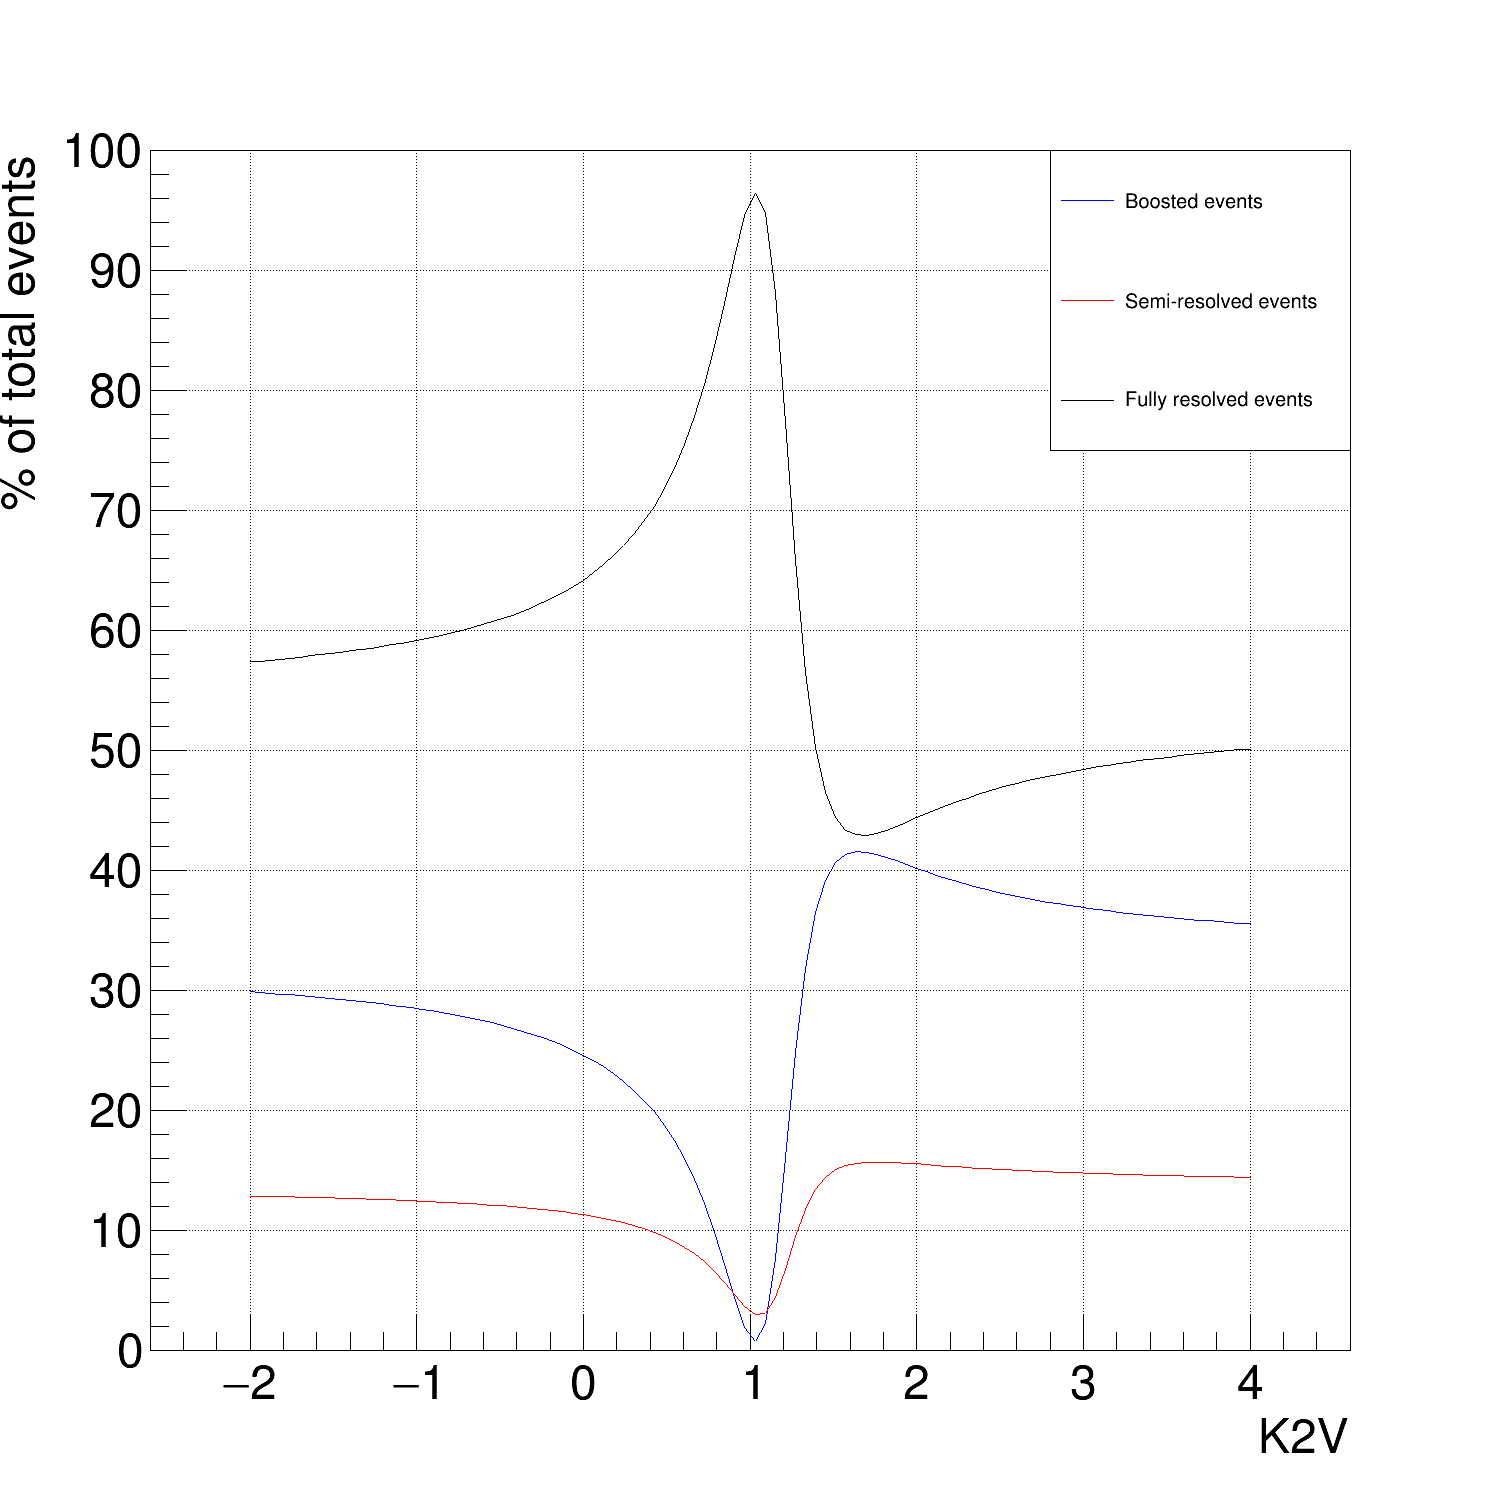 % of total events
100
90
80
70
60
50
40
30
20
10
0
−2 −1 0 1 2 3 4
K2V
Boosted events
Semi-resolved events
Fully resolved events